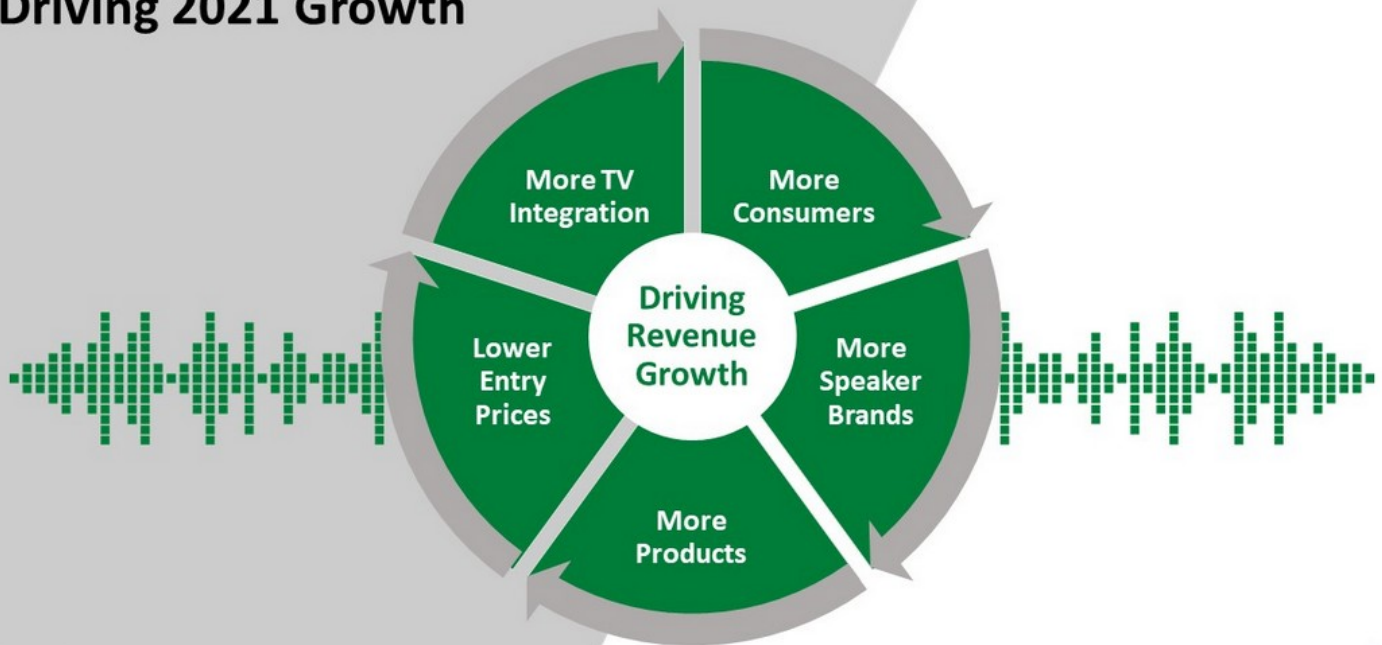 Driving 2021 Growth
More TV
Integration
More
Consumers
Driving
Revenue
Growth
Lower
Entry
Prices
More
Speaker
Brands
More
Products